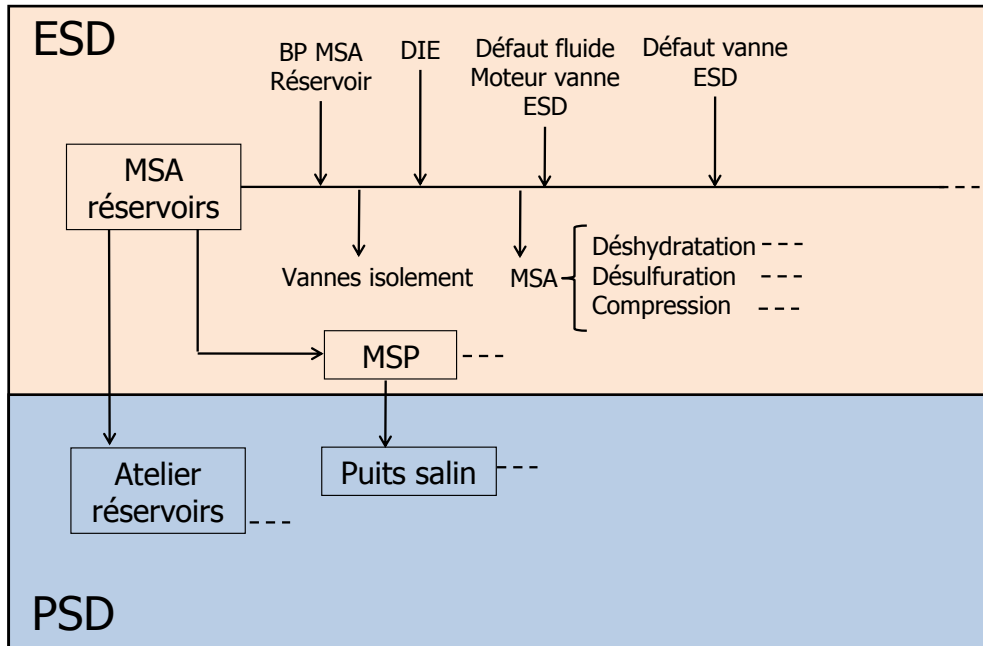 ESD
BP MSA
Réservoir
DIE
Défaut fluide
Moteur vanne
ESD
Défaut vanne
ESD
MSA
réservoirs
Vannes isolement
MSA
Déshydratation
Désulfuration
Compression
MSP
Atelier
réservoirs
Puits salin
PSD